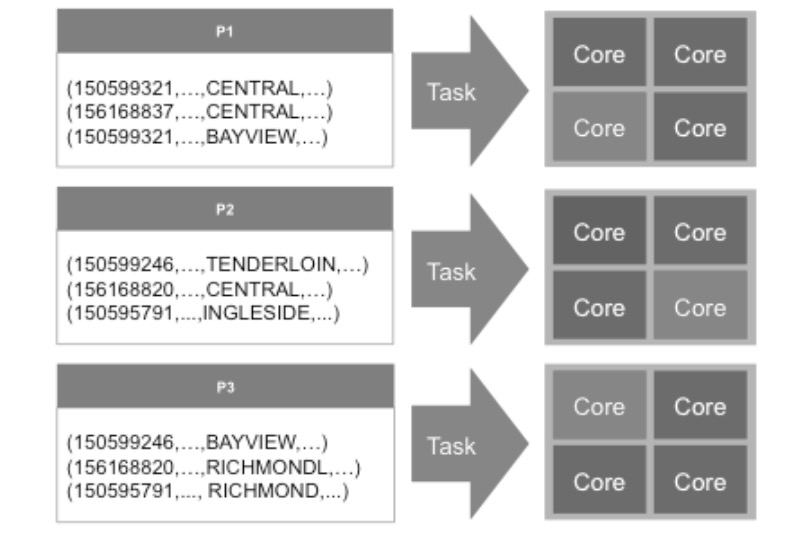 P1
(150599321,…,CENTRAL,…)
(156168837,…,CENTRAL,…)
(150599321,…,BAYVIEW,…)
Task
Core Core
Core Core
P2
(150599246,…,TENDERLOIN,…)
(156168820,…,CENTRAL,…)
(150595791,...,INGLESIDE,...)
Task
Core Core
Core Core
P3
(150599246,…,BAYVIEW,…)
(156168820,…,RICHMONDL,…)
(150595791,..., RICHMOND,...)
Task
Core Core
Core Core